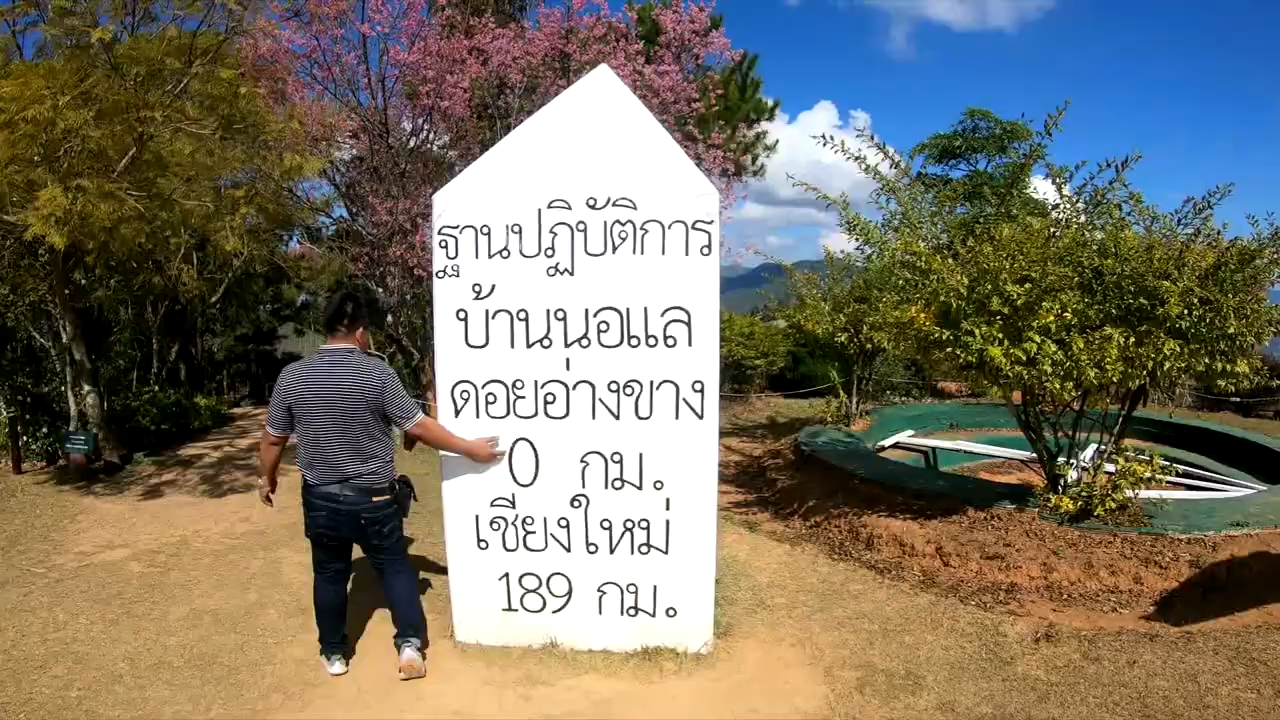 ฐานปฏิบัติการ
บ้านนอแล
ดอยอ่างขาง
0 กม.
เชียงใหม่
189 กม.